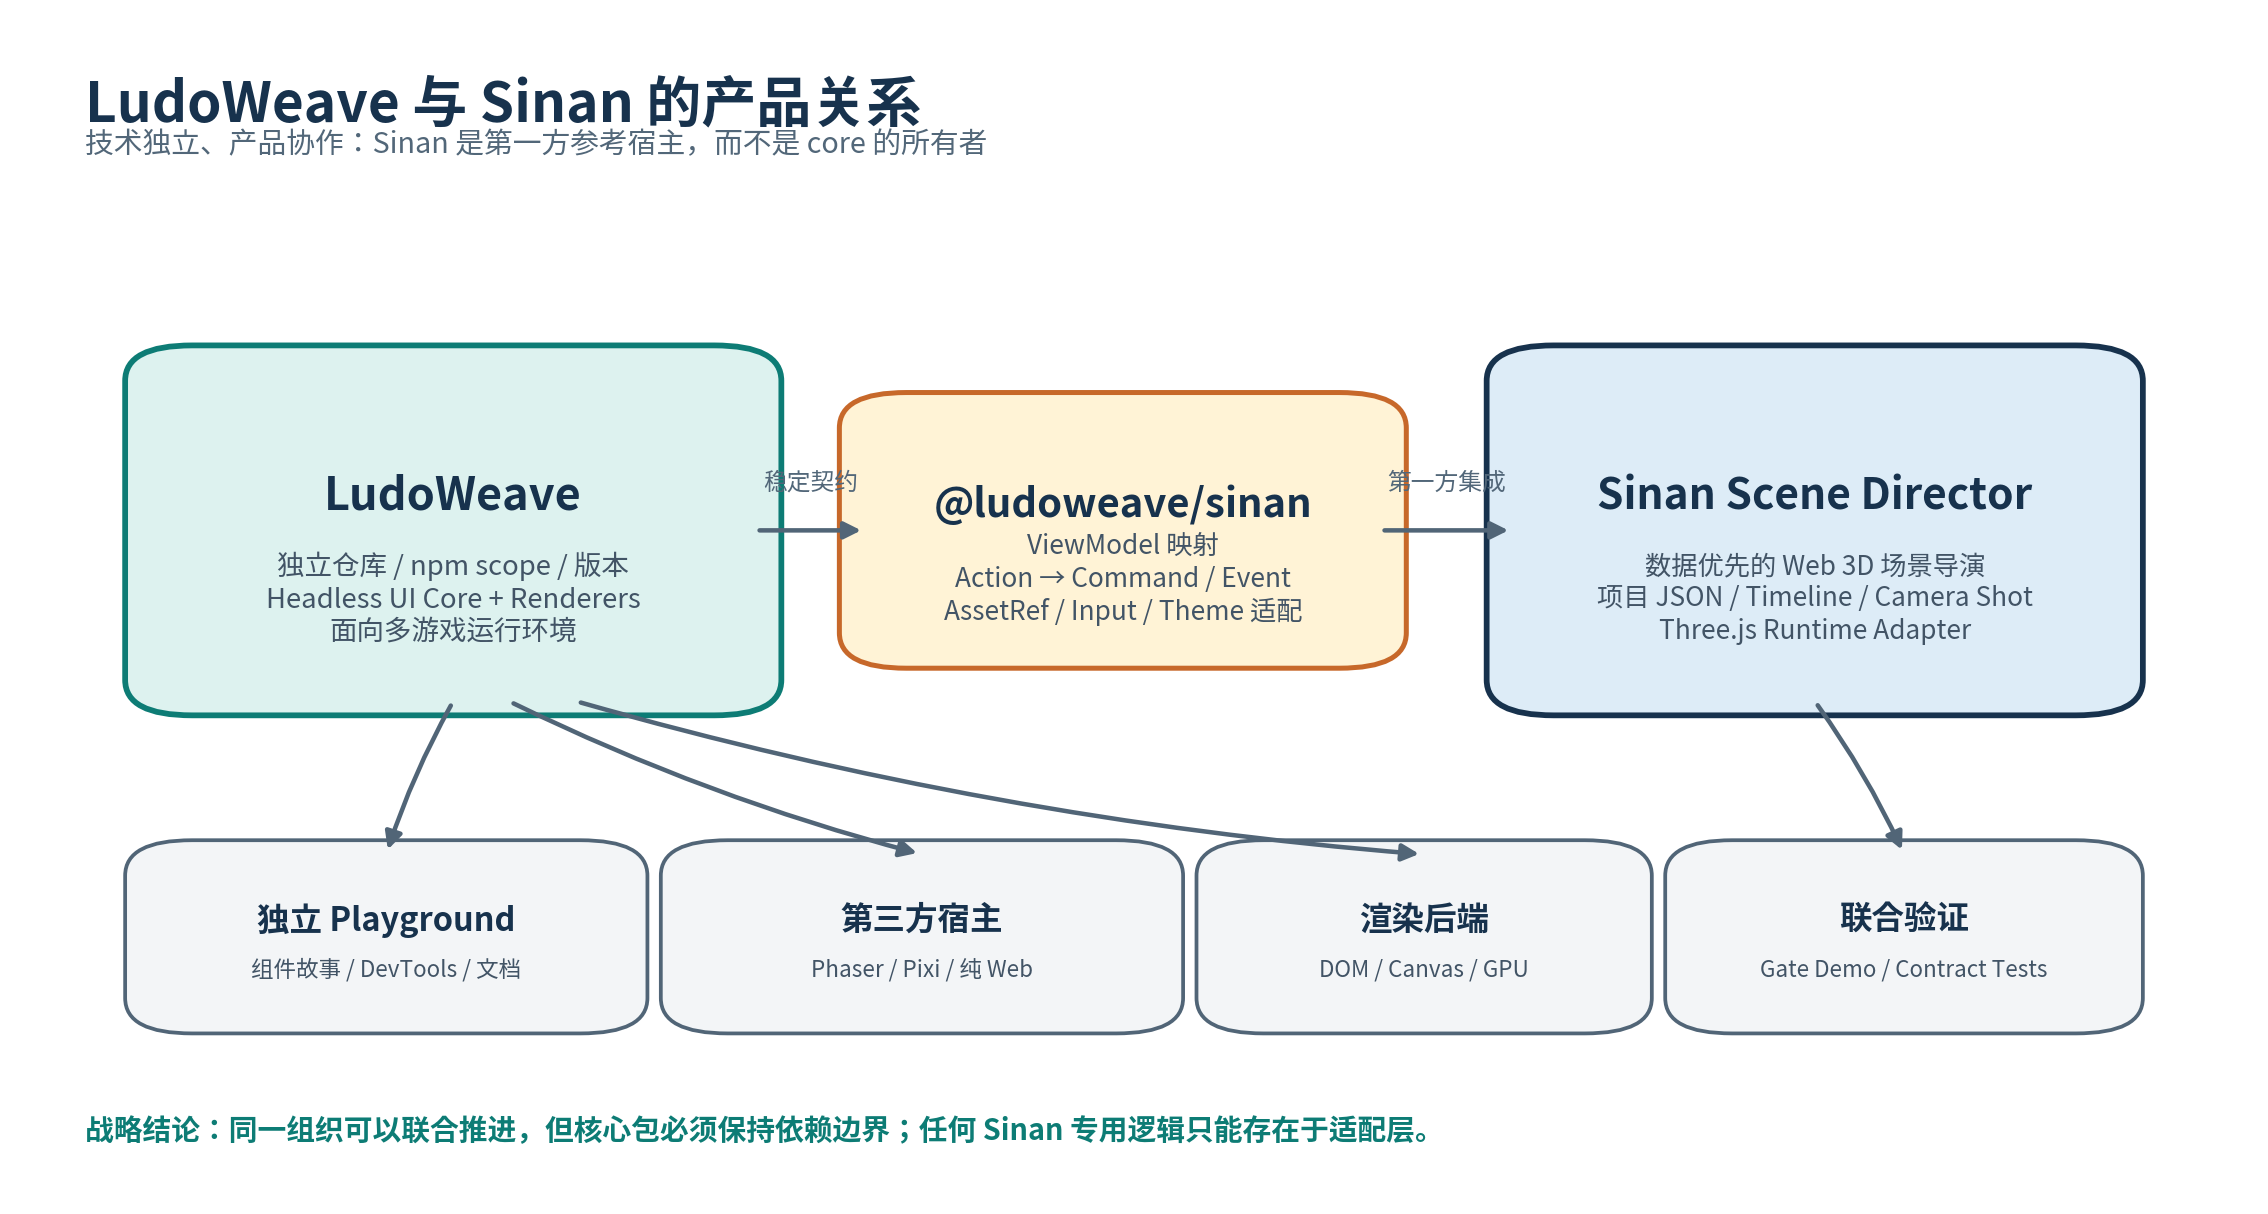 LudoWeave 与 Sinan 的产品关系
技术独立、产品协作：Sinan 是第一方参考宿主，而不是 core 的所有者
LudoWeave
独立仓库 / npm scope / 版本
Headless UI Core + Renderers
面向多游戏运行环境
稳定契约
@ludoweave/sinan
ViewModel 映射
Action → Command / Event
AssetRef / Input / Theme 适配
第一方集成
Sinan Scene Director
数据优先的 Web 3D 场景导演
项目 JSON / Timeline / Camera Shot
Three.js Runtime Adapter
独立 Playground
组件故事 / DevTools / 文档
第三方宿主
Phaser / Pixi / 纯 Web
渲染后端
DOM / Canvas / GPU
联合验证
Gate Demo / Contract Tests
战略结论：同一组织可以联合推进，但核心包必须保持依赖边界；任何 Sinan 专用逻辑只能存在于适配层。